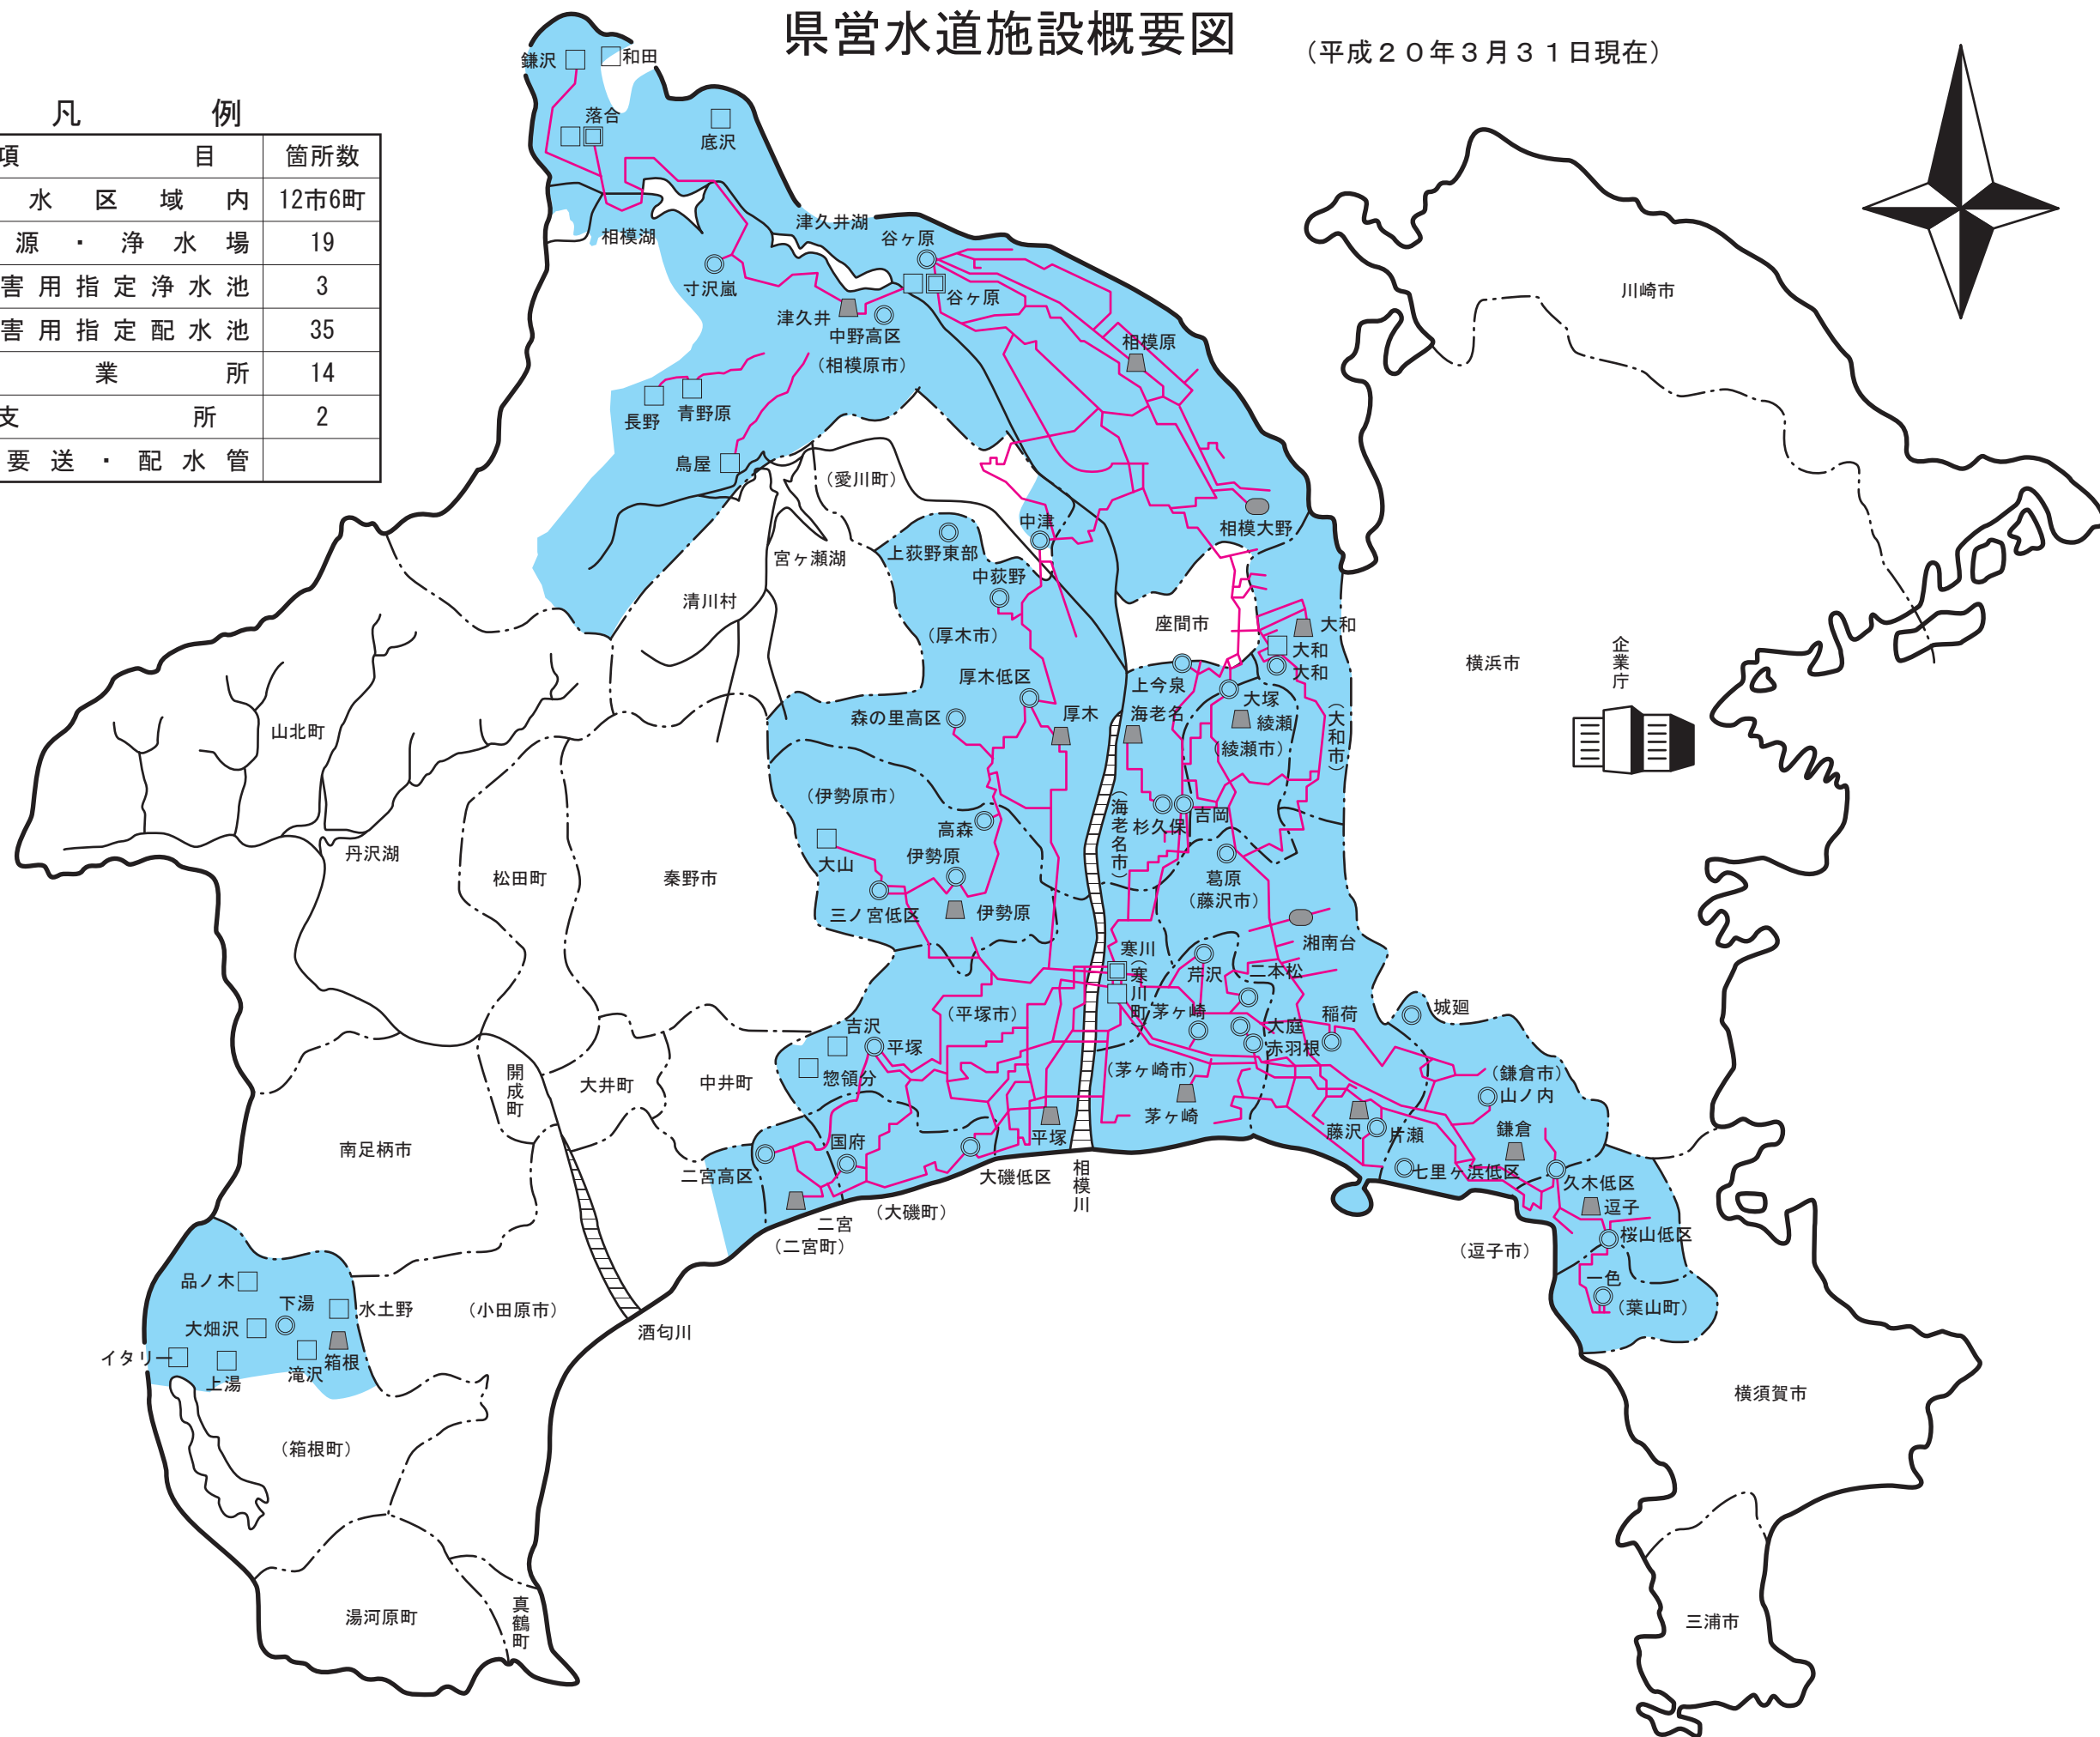 県営水道施設概要図
（平成２０年３月３１日現在）
凡例
項目 箇所数
水区域内 12市6町
源・浄水場 19
害用指定浄水池 3
害用指定配水池 35
業所 14
支所 2
要送・配水管
鎌沢
和田
落合
底沢
相模湖
津久井湖
谷ヶ原
谷ヶ原
寸沢嵐
津久井
中野高区
（相模原市）
相模原
長野
青野原
鳥屋
（愛川町）
相模大野
中津
上荻野東部
中荻野
宮ヶ瀬湖
清川村
（厚木市）
座間市
大和
大和
大和
上今泉
大塚
綾瀬
（綾瀬市）
（大和市）
厚木低区
森の里高区
厚木
海老名
（海老名市）
（伊勢原市）
高森
杉久保
吉岡
大山
伊勢原
三ノ宮低区
伊勢原
葛原
（藤沢市）
湘南台
寒川
（寒川町）
芹沢
二本松
茅ヶ崎
大庭
赤羽根
稲荷
城廻
（平塚市）
吉沢
平塚
惣領分
（茅ヶ崎市）
茅ヶ崎
（鎌倉市）
山ノ内
鎌倉
藤沢
片瀬
七里ヶ浜低区
久木低区
逗子
桜山低区
（逗子市）
一色
（葉山町）
平塚
国府
二宮高区
大磯低区
相模川
二宮
（二宮町）
（大磯町）
川崎市
横浜市
企業庁
横須賀市
三浦市
山北町
丹沢湖
松田町
秦野市
開成町
大井町
中井町
南足柄市
（小田原市）
酒匂川
品ノ木
下湯
水土野
大畑沢
箱根
イタリー
上湯
滝沢
（箱根町）
湯河原町
真鶴町